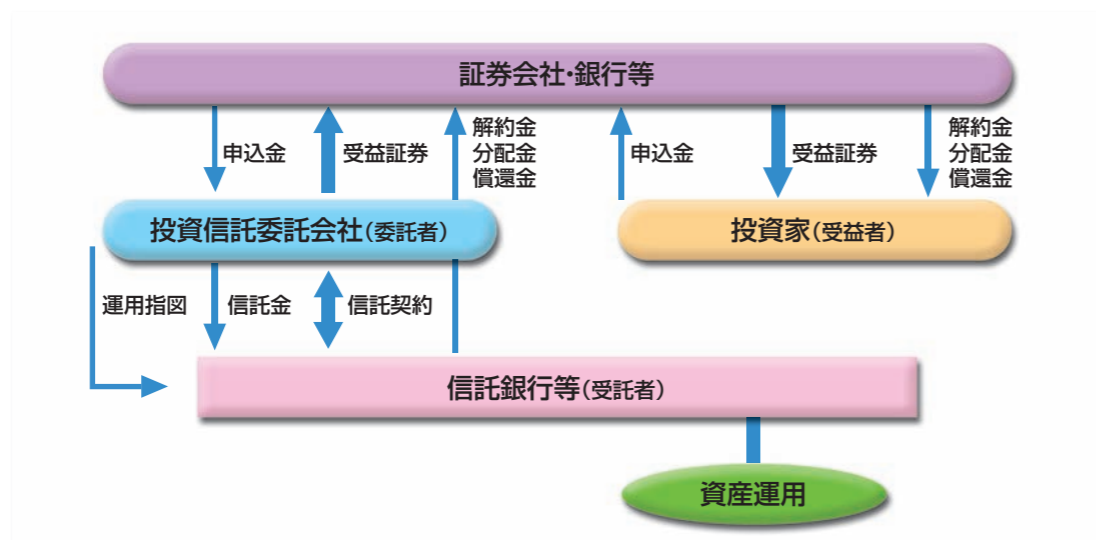 証券会社・銀行等
申込金
受益証券
解約金
分配金
償還金
申込金
受益証券
解約金
分配金
償還金
投資信託委託会社(委託者)
投資家(受益者)
運用指図
信託金
信託契約
信託銀行等(受託者)
資産運用